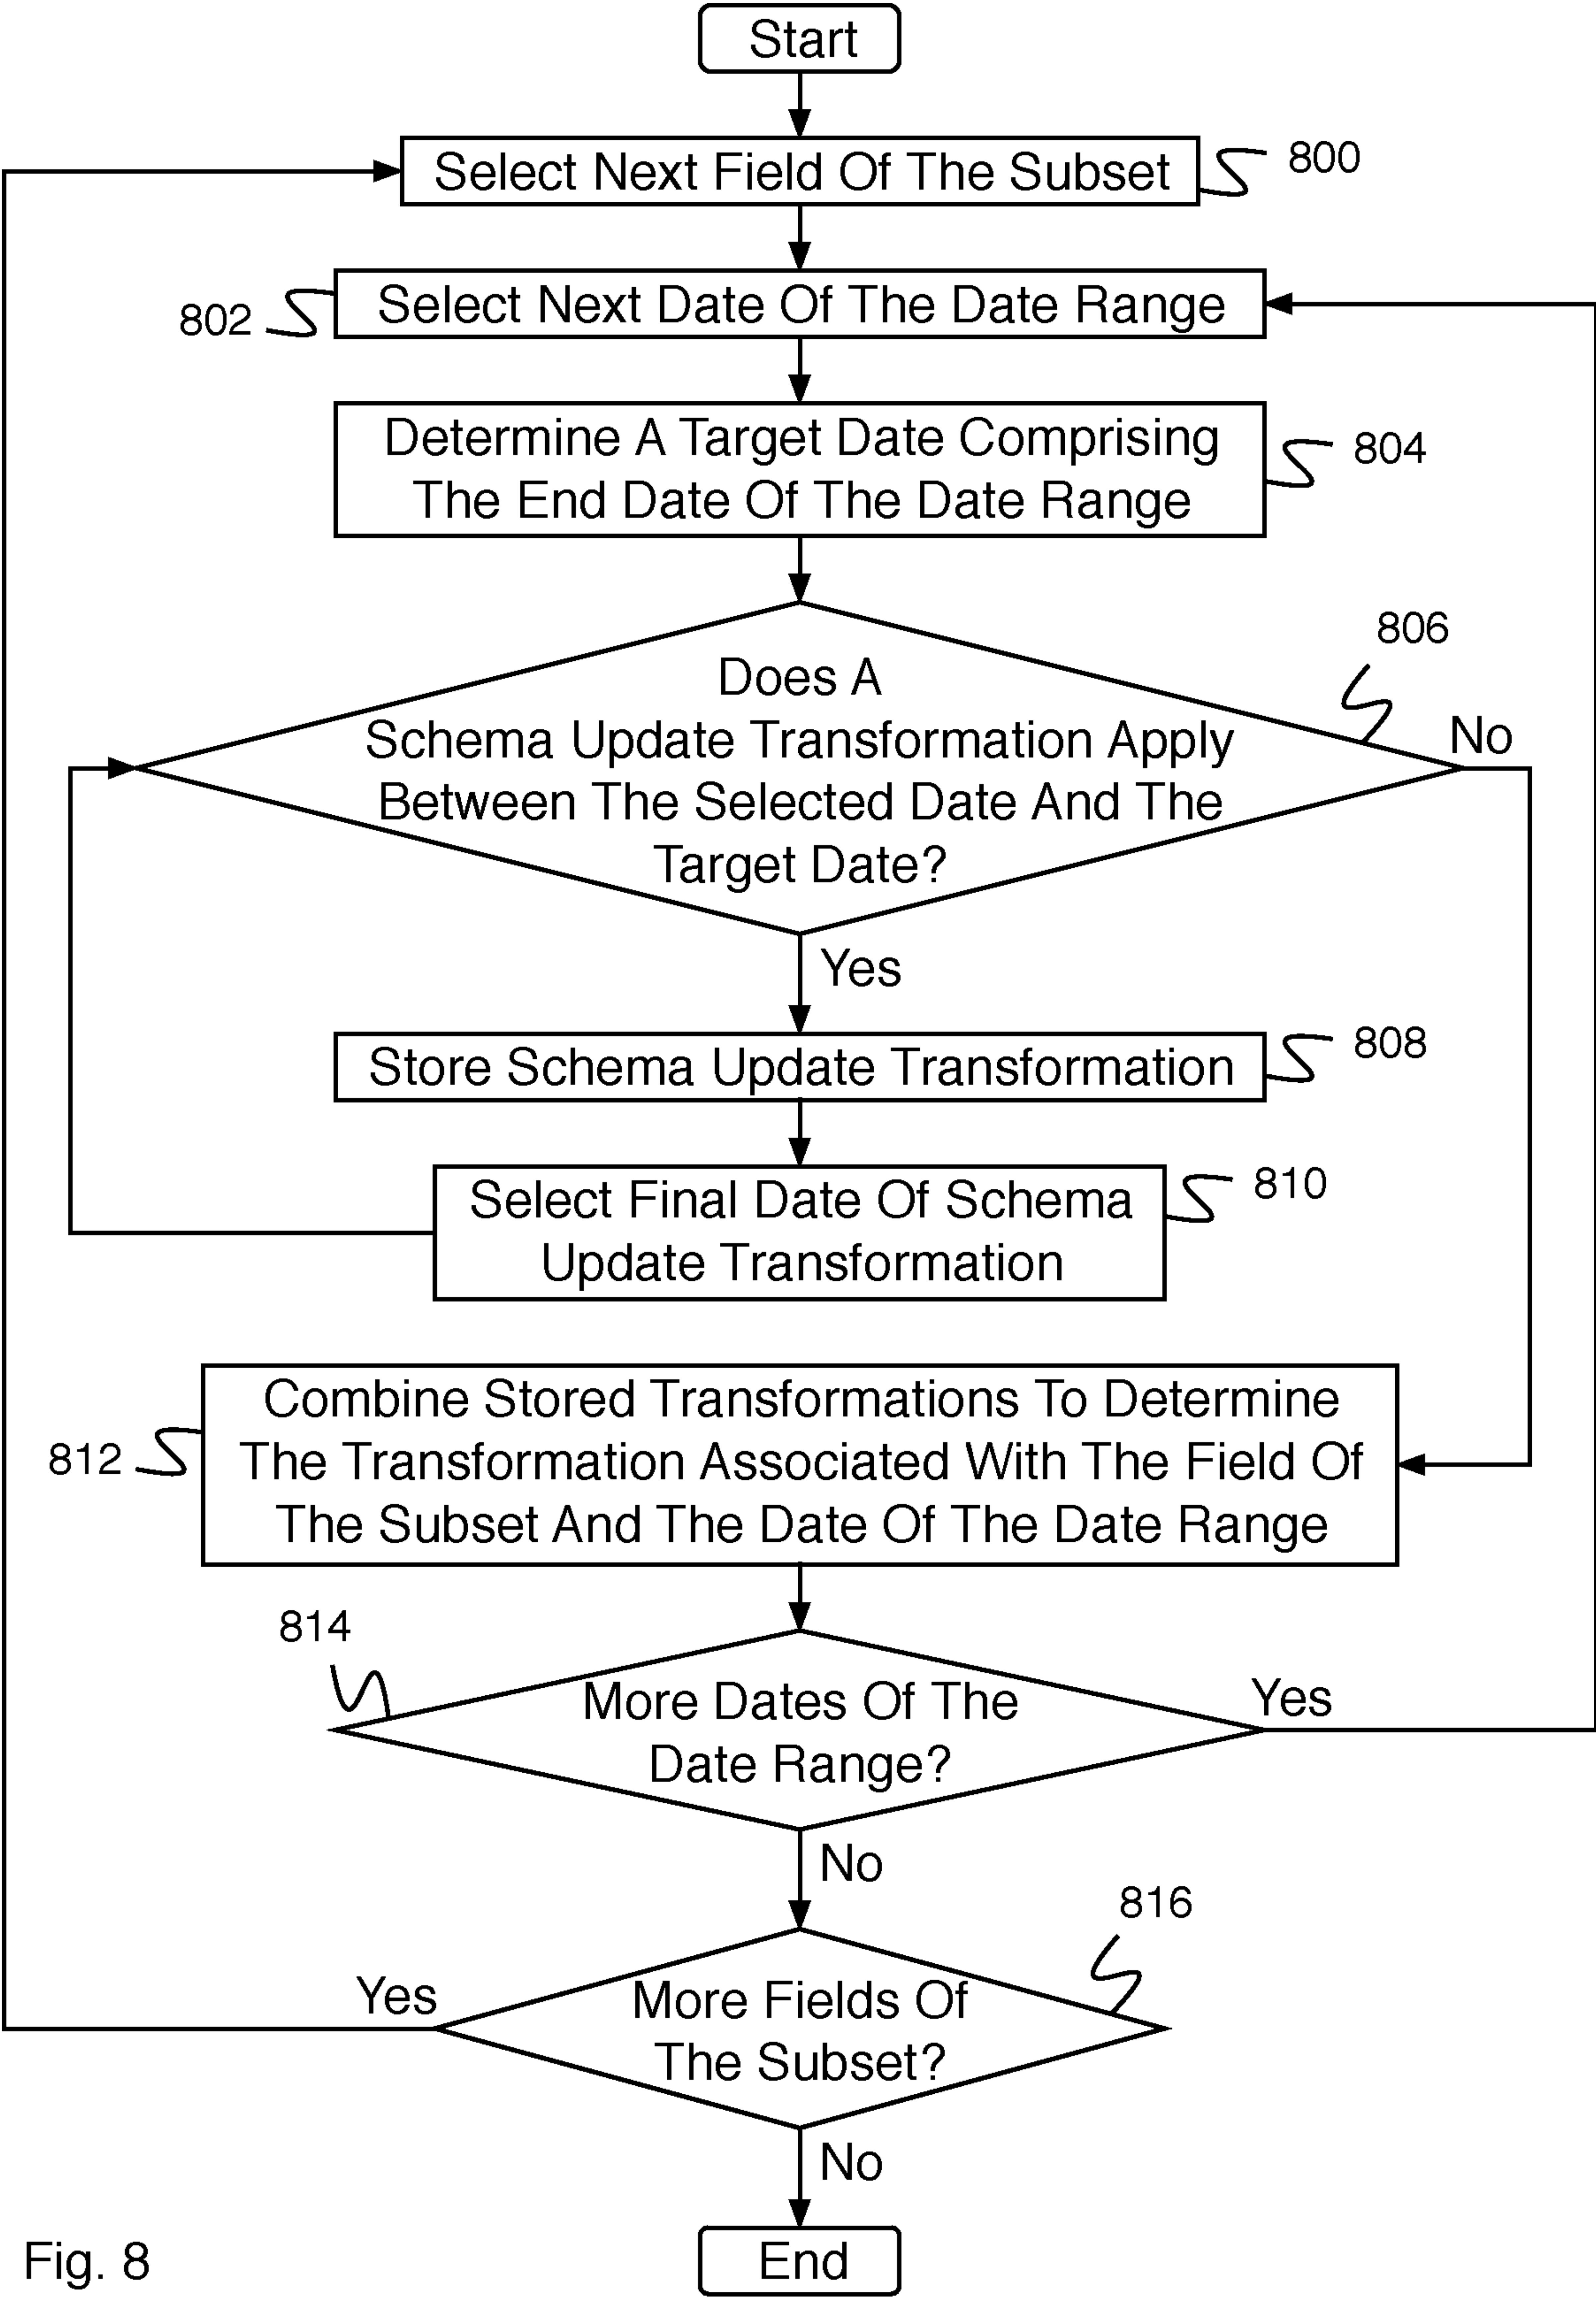 Start
Select Next Field Of The Subset
800
Select Next Date Of The Date Range
802
Determine A Target Date Comprising
The End Date Of The Date Range
804
806
Does A
Schema Update Transformation Apply
Between The Selected Date And The
Target Date?
No
Yes
Store Schema Update Transformation
808
Select Final Date Of Schema
Update Transformation
810
Combine Stored Transformations To Determine
The Transformation Associated With The Field Of
The Subset And The Date Of The Date Range
812
814
More Dates Of The
Date Range?
Yes
No
816
More Fields Of
The Subset?
Yes
No
End
Fig. 8